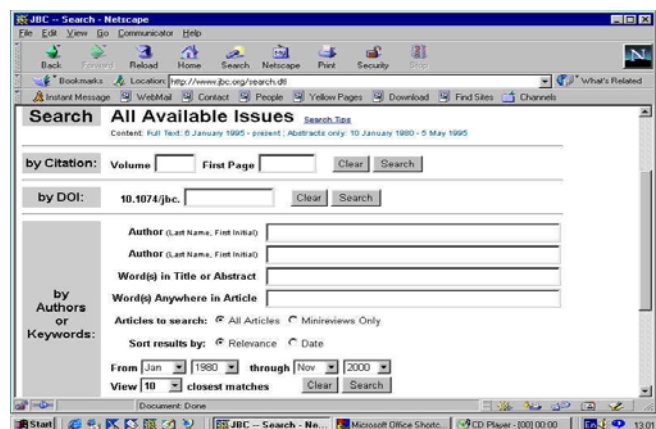 JBC -- Search - Netscape
File Edit View Go Communicator Help
Back Forward Reload Home Search Netscape Print Security Stop
Bookmarks Location: http://www.jbc.org/search.dtl What's Related
Instant Message WebMail Contact People Yellow Pages Download Find Sites Channels
Search All Available Issues Search Tips
Content: Full Text: 6 January 1995 - present ; Abstracts only: 10 January 1980 - 5 May 1995
by Citation: Volume First Page Clear Search
by DOI: 10.1074/jbc. Clear Search
by Authors or Keywords:
Author (Last Name, First Initial)
Author (Last Name, First Initial)
Word(s) in Title or Abstract
Word(s) Anywhere in Article
Articles to search: All Articles Minireviews Only
Sort results by: Relevance Date
From Jan 1980 through Nov 2000
View 10 closest matches Clear Search
Document: Done
Start JBC -- Search - Ne... Microsoft Office Shortc... CD Player - [00] 00:00 En 13:01